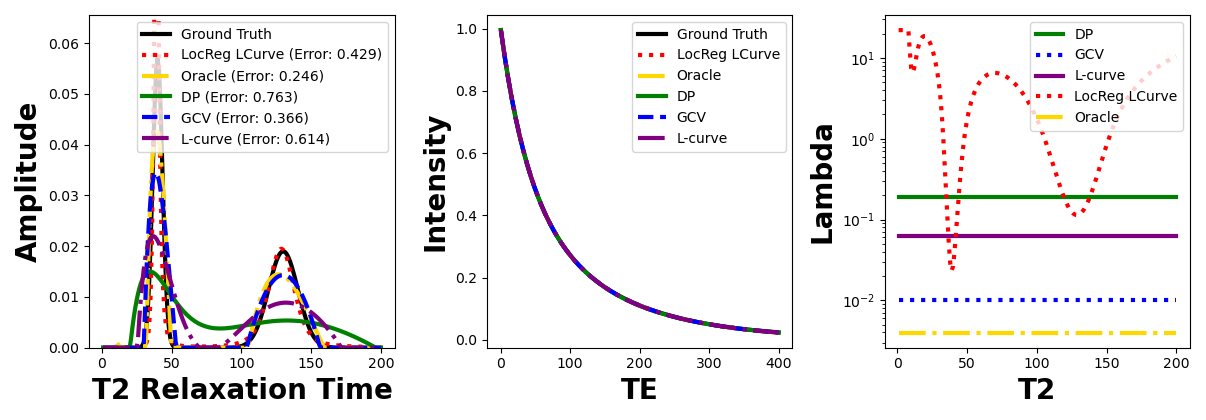 Amplitude
0.06
0.05
0.04
0.03
0.02
0.01
0.00
0
50
100
150
200
T2 Relaxation Time
Ground Truth
LocReg LCurve (Error: 0.429)
Oracle (Error: 0.246)
DP (Error: 0.763)
GCV (Error: 0.366)
L-curve (Error: 0.614)
Intensity
1.0
0.8
0.6
0.4
0.2
0.0
0
100
200
300
400
TE
Ground Truth
LocReg LCurve
Oracle
DP
GCV
L-curve
Lambda
10¹
10⁰
10⁻¹
10⁻²
0
50
100
150
200
T2
DP
GCV
L-curve
LocReg LCurve
Oracle